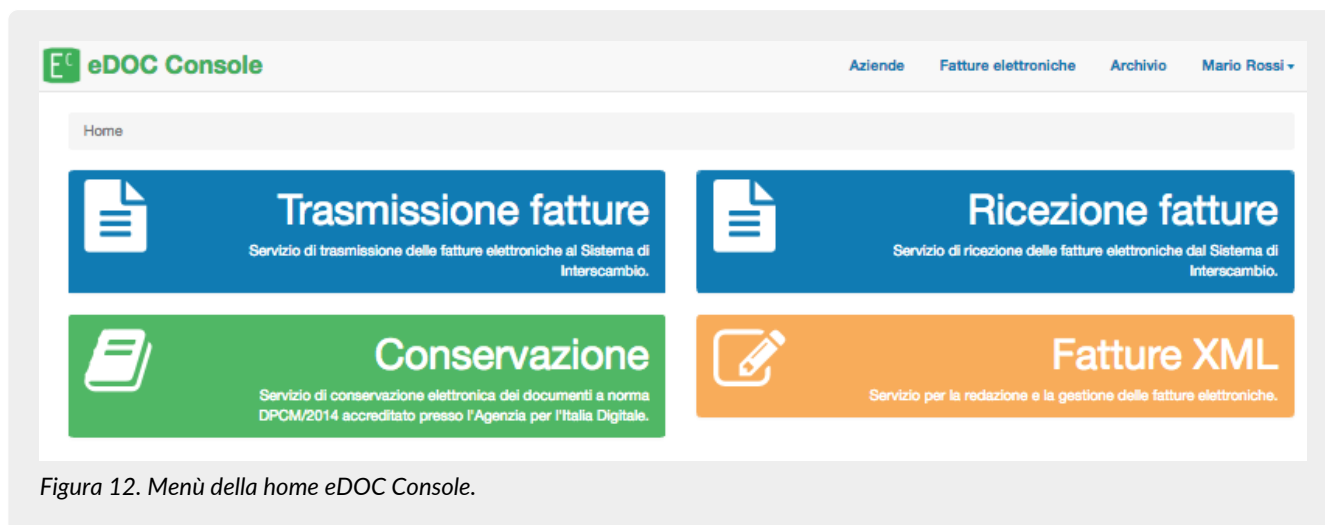 EC eDOC Console
Aziende Fatture elettroniche Archivio Mario Rossi
Home
Trasmissione fatture
Servizio di trasmissione delle fatture elettroniche al Sistema di
Interscambio.
Ricezione fatture
Servizio di ricezione delle fatture elettroniche dal Sistema di
Interscambio.
Conservazione
Servizio di conservazione elettronica dei documenti a norma
DPCM/2014 accreditato presso l'Agenzia per l'Italia Digitale.
Fatture XML
Servizio per la redazione e la gestione delle fatture elettroniche.
Figura 12. Menù della home eDOC Console.